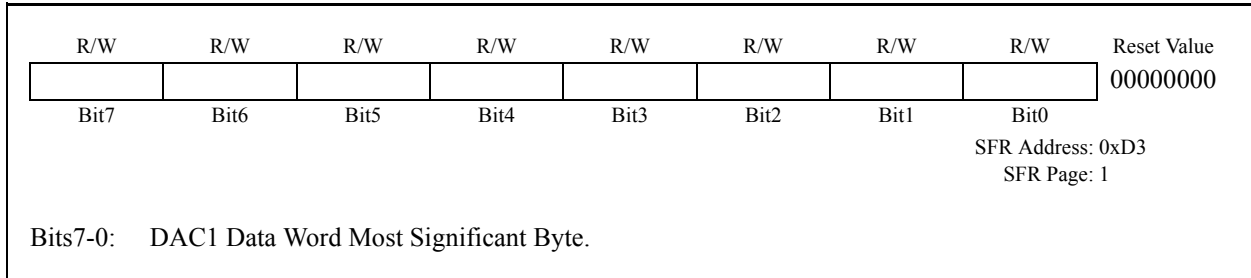 R/W R/W R/W R/W R/W R/W R/W R/W Reset Value
00000000
Bit7 Bit6 Bit5 Bit4 Bit3 Bit2 Bit1 Bit0
SFR Address: 0xD3
SFR Page: 1
Bits7-0: DAC1 Data Word Most Significant Byte.